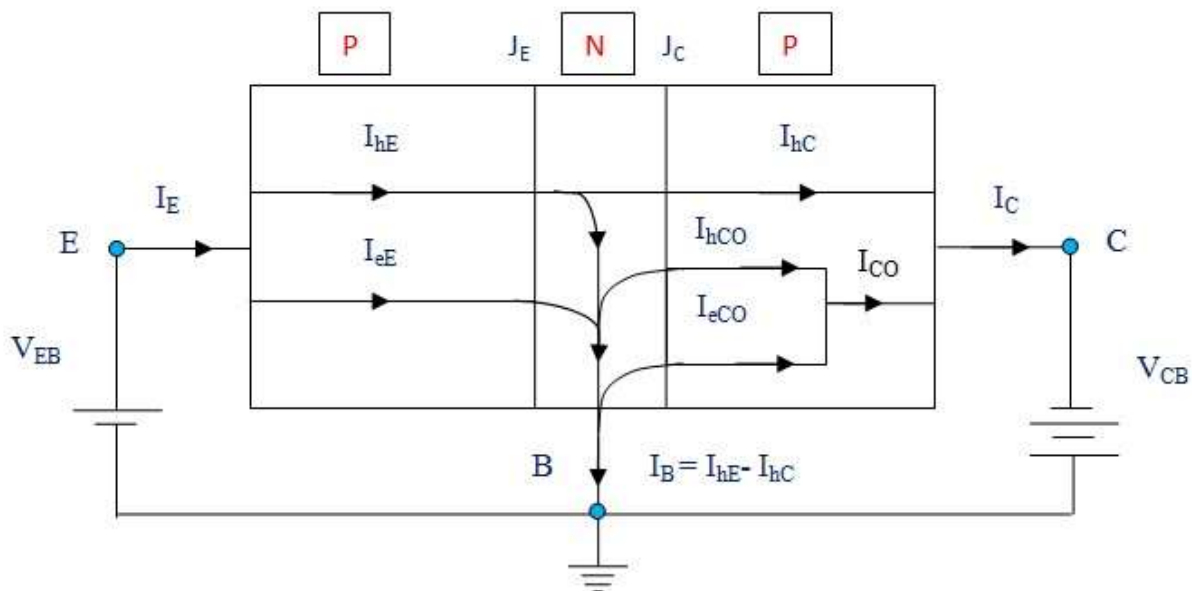 P J_E N J_C P
I_hE I_hC
I_E I_C
I_hCO
E I_eE I_CO C
I_eCO
V_EB V_CB
B I_B = I_hE- I_hC